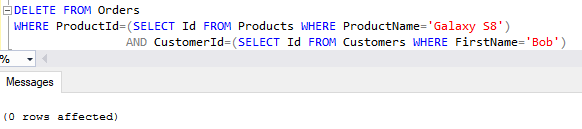 DELETE FROM Orders
WHERE ProductId=(SELECT Id FROM Products WHERE ProductName='Galaxy S8')
AND CustomerId=(SELECT Id FROM Customers WHERE FirstName='Bob')
%
Messages
(0 rows affected)